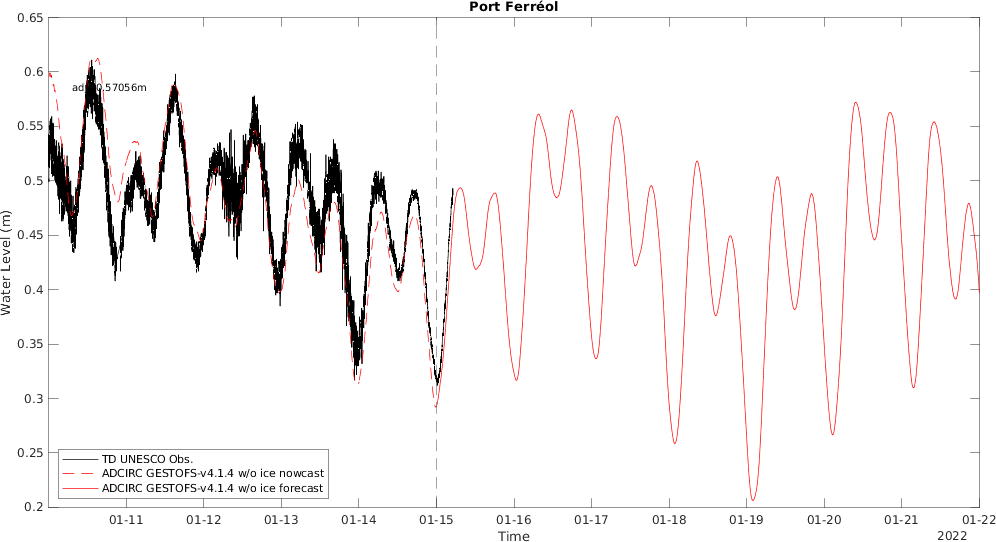 Port Ferréol
0.65
0.6
0.55
0.5
0.45
0.4
0.35
0.3
0.25
0.2
Water Level (m)
0.57056m
TD UNESCO Obs.
ADCIRC GESTOFS-v4.1.4 w/o ice nowcast
ADCIRC GESTOFS-v4.1.4 w/o ice forecast
01-11 01-12 01-13 01-14 01-15 01-16 01-17 01-18 01-19 01-20 01-21 01-22
Time
2022